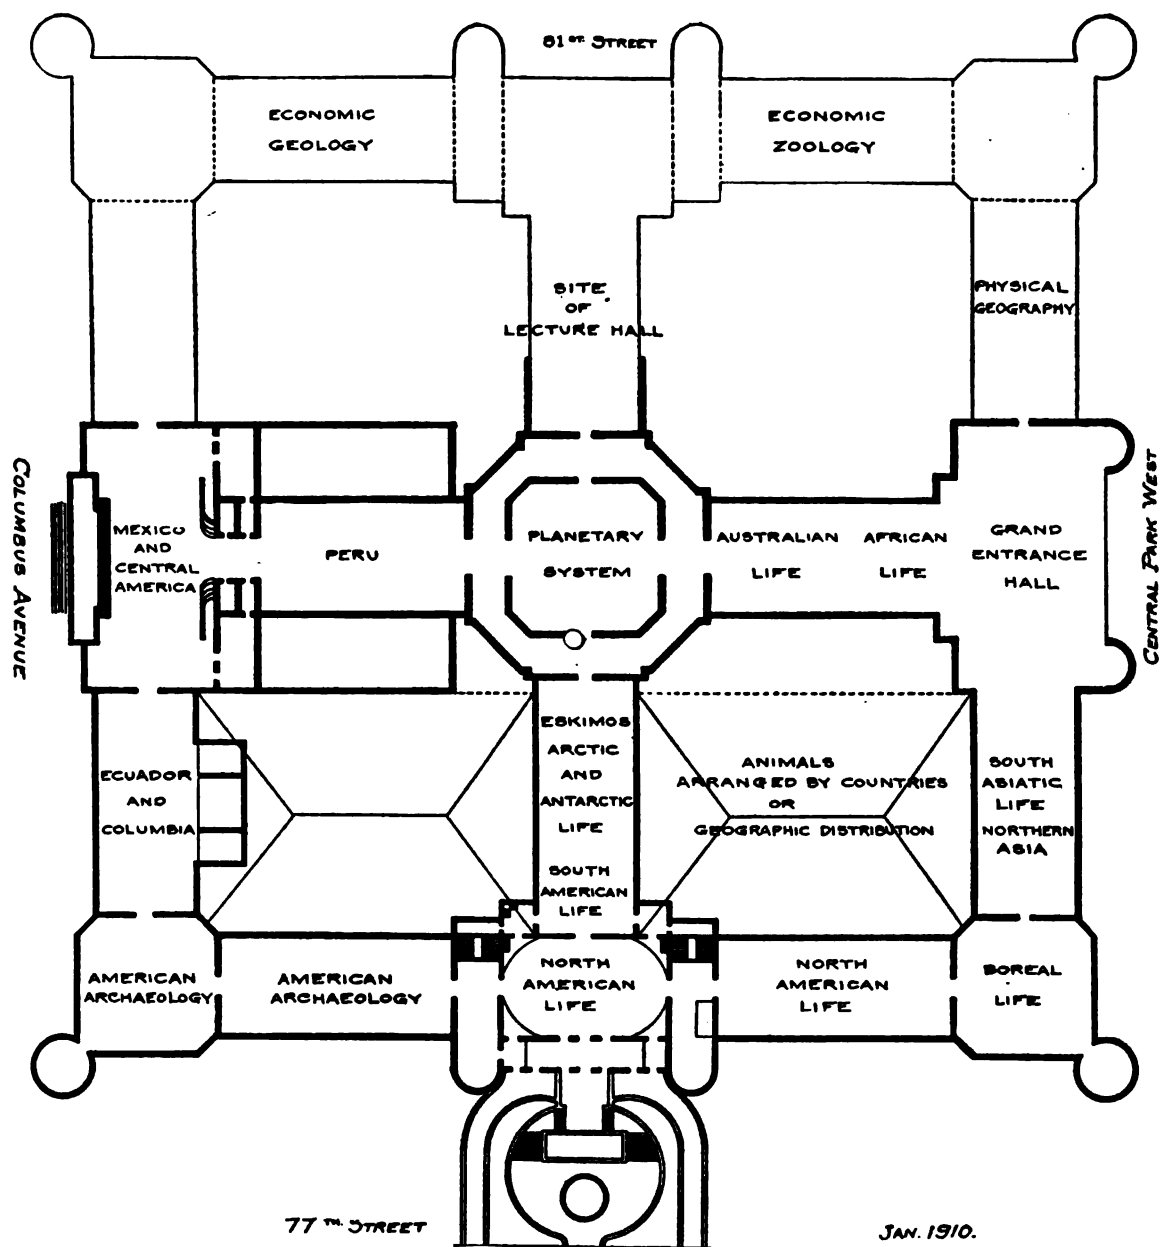 81ST. STREET
ECONOMIC
GEOLOGY
ECONOMIC
ZOOLOGY
SITE
OF
LECTURE HALL
PHYSICAL
GEOGRAPHY
COLUMBUS AVENUE
MEXICO
AND
CENTRAL
AMERICA
PERU
PLANETARY
SYSTEM
AUSTRALIAN
LIFE
AFRICAN
LIFE
GRAND
ENTRANCE
HALL
CENTRAL PARK WEST
ECUADOR
AND
COLUMBIA
ESKIMOS
ARCTIC
AND
ANTARCTIC
LIFE
SOUTH
AMERICAN
LIFE
ANIMALS
ARRANGED BY COUNTRIES
OR
GEOGRAPHIC DISTRIBUTION
SOUTH
ASIATIC
LIFE
NORTHERN
ASIA
AMERICAN
ARCHAEOLOGY
AMERICAN
ARCHAEOLOGY
NORTH
AMERICAN
LIFE
NORTH
AMERICAN
LIFE
BOREAL
LIFE
77TH. STREET
JAN. 1910.